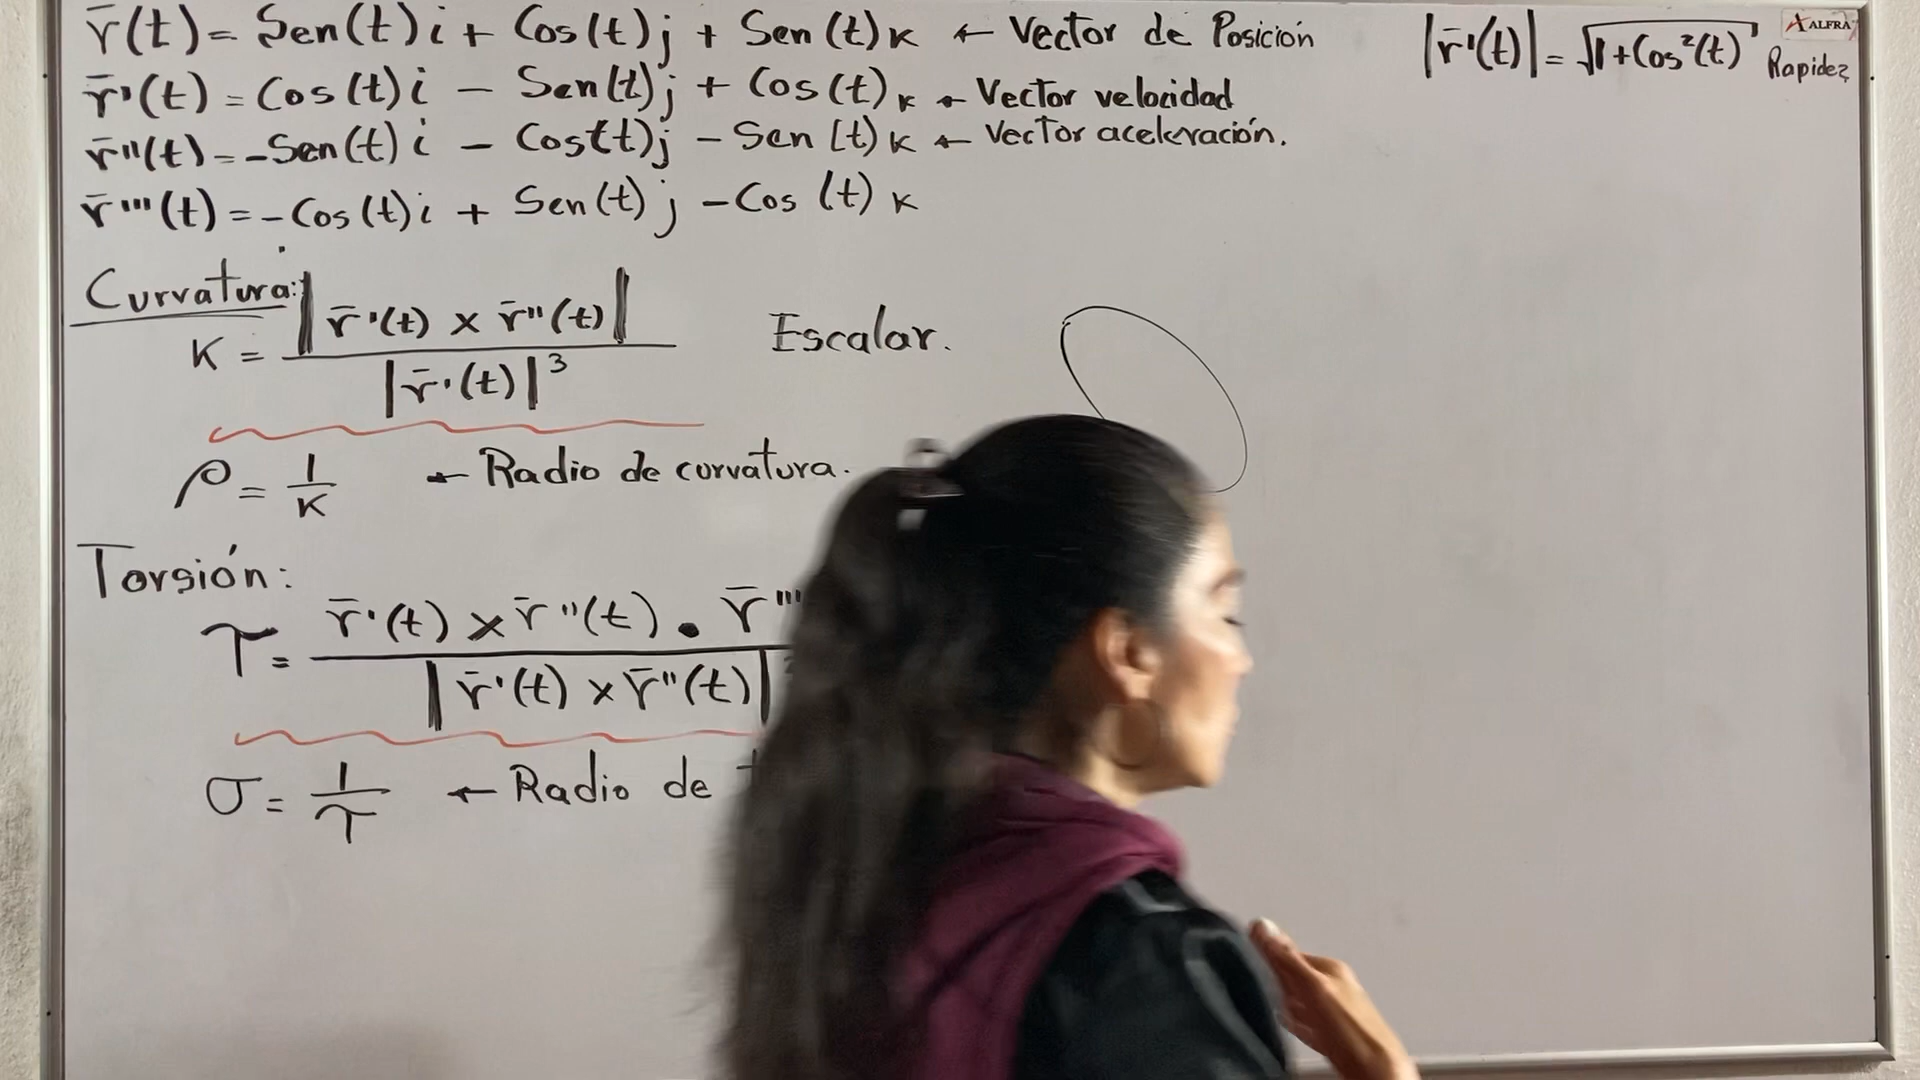 r̄(t) = Sen(t)i + Cos(t)j + Sen(t)k ← Vector de Posición
|r̄'(t)| = √1+Cos²(t) Rapidez
ALFRA
r̄'(t) = Cos(t)i − Sen(t)j + Cos(t)k ← Vector velocidad
r̄''(t) = −Sen(t)i − Cos(t)j − Sen(t)k ← Vector aceleración.
r̄'''(t) = −Cos(t)i + Sen(t)j − Cos(t)k
Curvatura:
K = |r̄'(t) × r̄''(t)| / |r̄'(t)|³ Escalar.
ρ = 1/K ← Radio de curvatura.
Torsión:
T = r̄'(t) × r̄''(t) • r̄''' / |r̄'(t) × r̄''(t)|
σ = 1/T ← Radio de